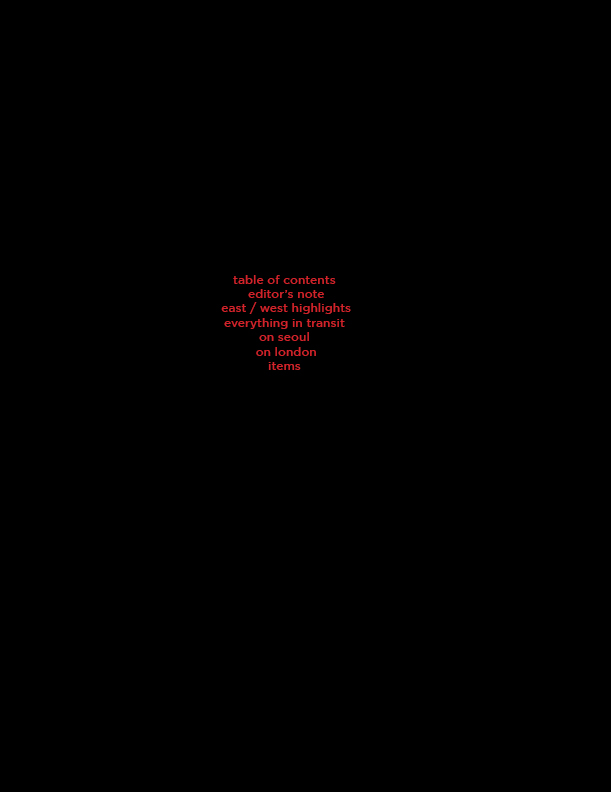 table of contents
editor's note
east / west highlights
everything in transit
on seoul
on london
items